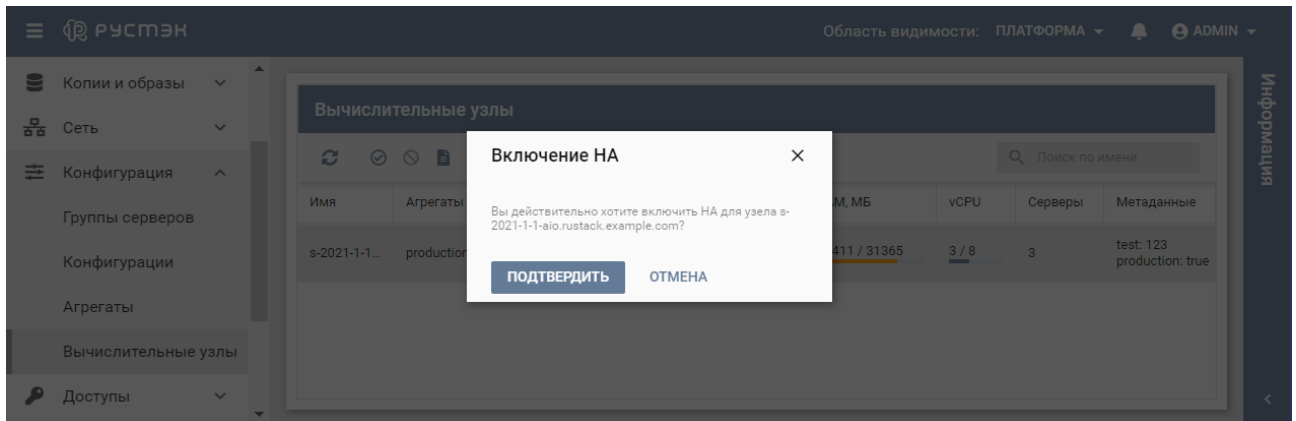 РУСТЭК
Область видимости: ПЛАТФОРМА
ADMIN
Копии и образы
Сеть
Конфигурация
Группы серверов
Конфигурации
Агрегаты
Вычислительные узлы
Доступы
Вычислительные узлы
Поиск по имени
Имя
Агрегаты
М, МБ
vCPU
Серверы
Метаданные
s-2021-1-1...
production
411 / 31365
3 / 8
3
test: 123
production: true
Включение HA
Вы действительно хотите включить HA для узела s-
2021-1-1-aio.rustack.example.com?
ПОДТВЕРДИТЬ
ОТМЕНА
Информация